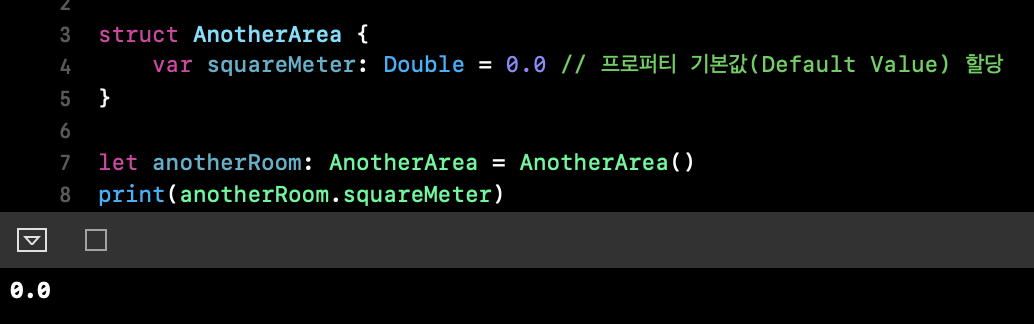 2
3 struct AnotherArea {
4     var squareMeter: Double = 0.0 // 프로퍼티 기본값(Default Value) 할당
5 }
6
7 let anotherRoom: AnotherArea = AnotherArea()
8 print(anotherRoom.squareMeter)
0.0